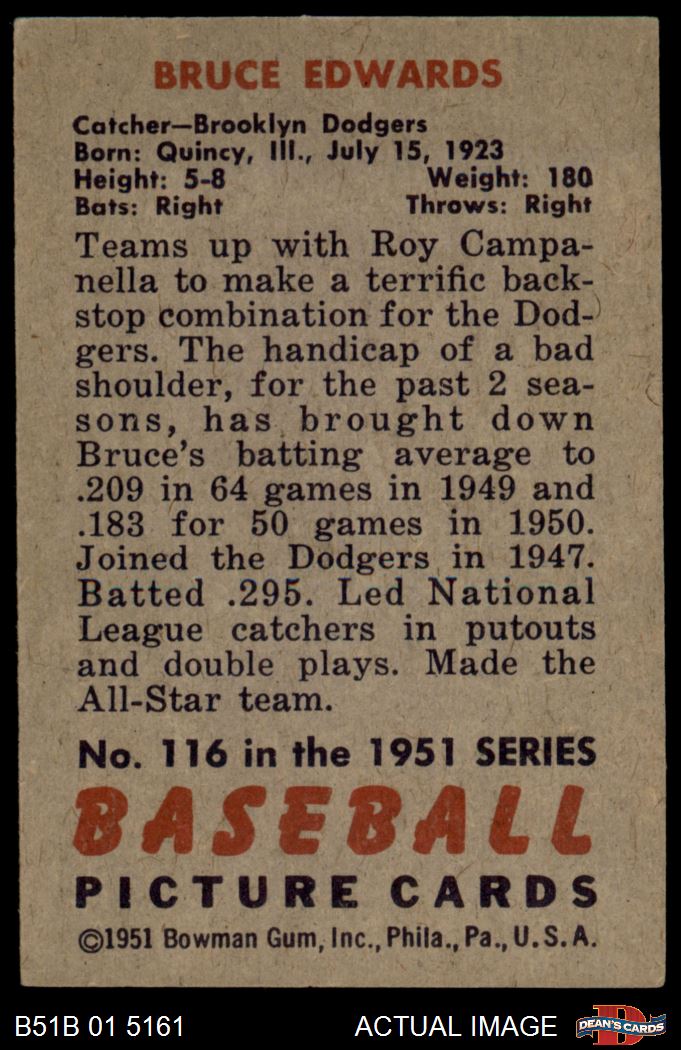 BRUCE EDWARDS
Catcher—Brooklyn Dodgers
Born: Quincy, Ill., July 15, 1923
Height: 5-8 Weight: 180
Bats: Right Throws: Right
Teams up with Roy Campa-
nella to make a terrific back-
stop combination for the Dod-
gers. The handicap of a bad
shoulder, for the past 2 sea-
sons, has brought down
Bruce's batting average to
.209 in 64 games in 1949 and
.183 for 50 games in 1950.
Joined the Dodgers in 1947.
Batted .295. Led National
League catchers in putouts
and double plays. Made the
All-Star team.
No. 116 in the 1951 SERIES
BASEBALL
PICTURE CARDS
©1951 Bowman Gum, Inc., Phila., Pa., U.S.A.
B51B 01 5161 ACTUAL IMAGE D DEAN'S CARDS